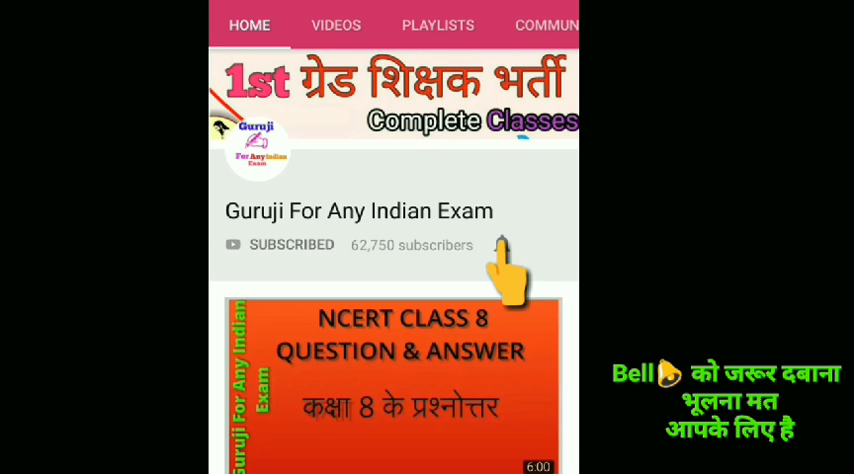 HOME VIDEOS PLAYLISTS COMMUN
1st ग्रेड शिक्षक भर्ती
Complete Classes
Guruji
For Any Indian
Exam
Guruji For Any Indian Exam
SUBSCRIBED 62,750 subscribers
Guruji For Any Indian
Exam
NCERT CLASS 8
QUESTION & ANSWER
कक्षा 8 के प्रश्नोत्तर
6:00
Bell को जरूर दबाना
भूलना मत
आपके लिए है